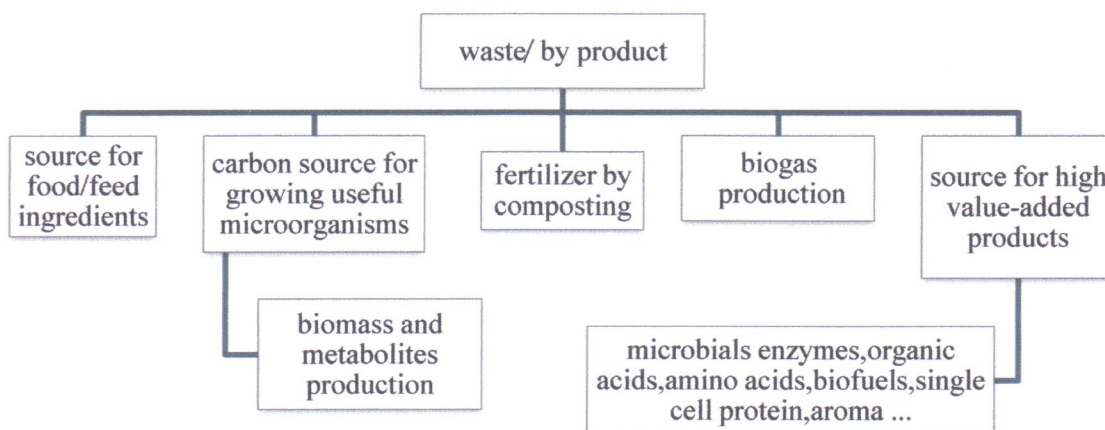 waste/ by product
source for
food/feed
ingredients
carbon source for
growing useful
microorganisms
fertilizer by
composting
biogas
production
source for high
value-added
products
biomass and
metabolites
production
microbials enzymes,organic
acids,amino acids,biofuels,single
cell protein,aroma ...